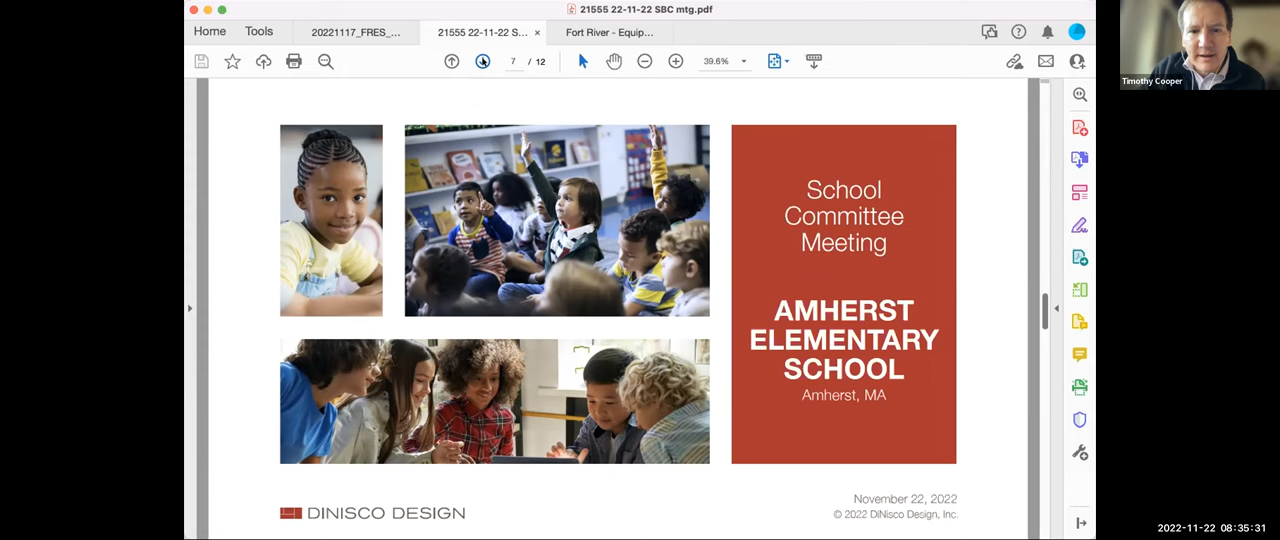 21555 22-11-22 SBC mtg.pdf
Home
Tools
20221117_FRES_...
21555 22-11-22 S...
×
Fort River - Equip...
7 / 12
39.6%
Timothy Cooper
School
Committee
Meeting
AMHERST
ELEMENTARY
SCHOOL
Amherst, MA
DINISCO DESIGN
November 22, 2022
© 2022 DiNisco Design, Inc.
2022-11-22 08:35:31